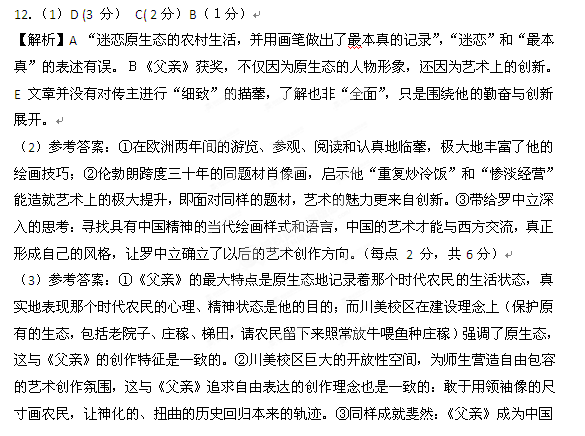 12.（1）D（3 分） C（2分）B（1分）
【解析】A “迷恋原生态的农村生活，并用画笔做出了最本真的记录”，“迷恋”和“最本
真”的表述有误。 B《父亲》获奖，不仅因为原生态的人物形象，还因为艺术上的创新。
E 文章并没有对传主进行“细致”的描摹，了解也非“全面”，只是围绕他的勤奋与创新
展开。
（2）参考答案：①在欧洲两年间的游览、参观、阅读和认真地临摹，极大地丰富了他的
绘画技巧；②伦勃朗跨度三十年的同题材肖像画，启示他“重复炒冷饭”和“惨淡经营”
能造就艺术上的极大提升，即面对同样的题材，艺术的魅力更来自创新。③带给罗中立深
入的思考：寻找具有中国精神的当代绘画样式和语言，中国的艺术才能与西方交流，真正
形成自己的风格，让罗中立确立了以后的艺术创作方向。（每点 2 分，共6分）
（3）参考答案：①《父亲》的最大特点是原生态地记录着那个时代农民的生活状态，真
实地表现那个时代农民的心理、精神状态是他的目的；而川美校区在建设理念上（保护原
有的生态，包括老院子、庄稼、梯田，请农民留下来照常放牛喂鱼种庄稼）强调了原生态，
这与《父亲》的创作特征是一致的。②川美校区巨大的开放性空间，为师生营造自由包容
的艺术创作氛围，这与《父亲》追求自由表达的创作理念也是一致的：敢于用领袖像的尺
寸画农民，让神化的、扭曲的历史回归本来的轨迹。③同样成就斐然：《父亲》成为中国